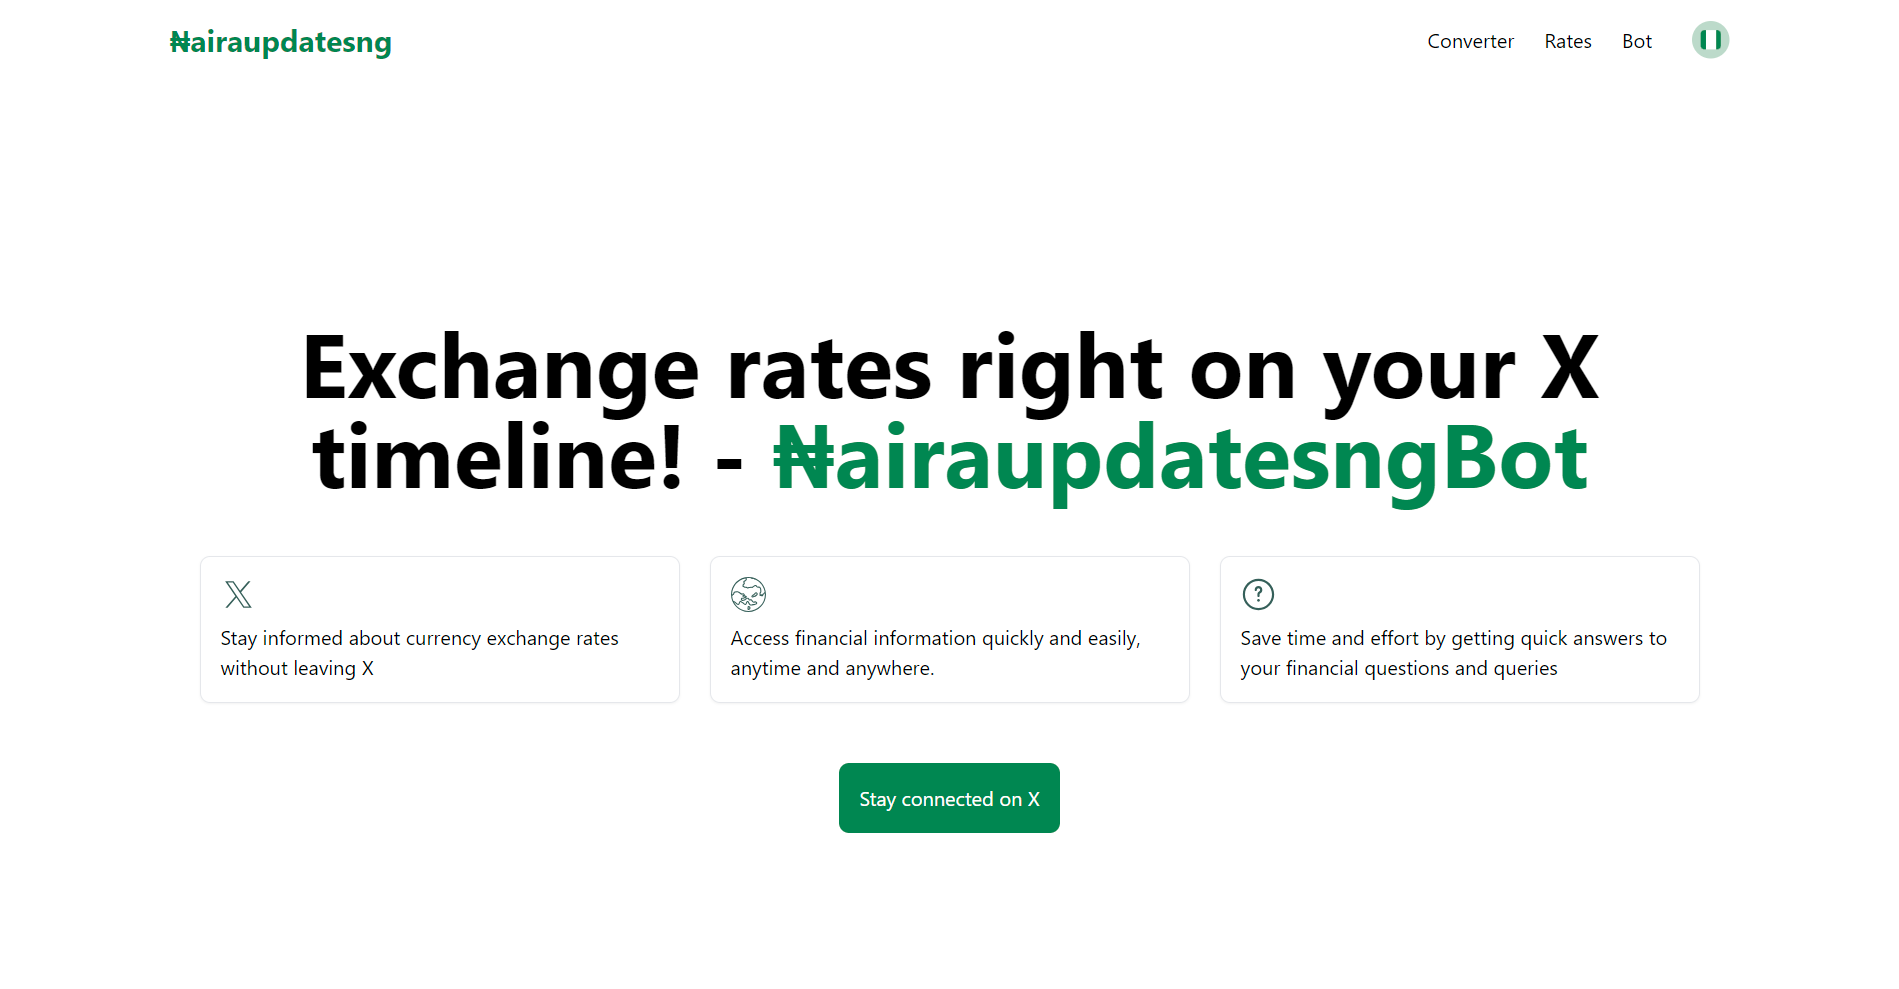 ₦airaupdatesng
Converter
Rates
Bot
Exchange rates right on your X
timeline! - ₦airaupdatesngBot
Stay informed about currency exchange rates
without leaving X
Access financial information quickly and easily,
anytime and anywhere.
Save time and effort by getting quick answers to
your financial questions and queries
Stay connected on X